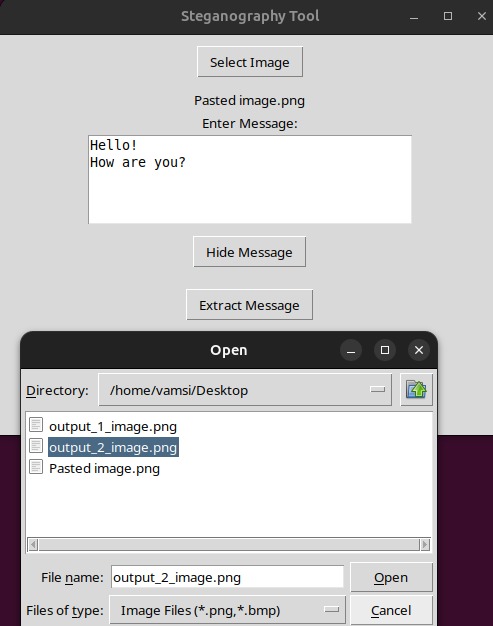 Steganography Tool
Select Image
Pasted image.png
Enter Message:
Hello!
How are you?
Hide Message
Extract Message
Open
Directory: /home/vamsi/Desktop
output_1_image.png
output_2_image.png
Pasted image.png
File name: output_2_image.png Open
Files of type: Image Files (*.png,*.bmp) Cancel